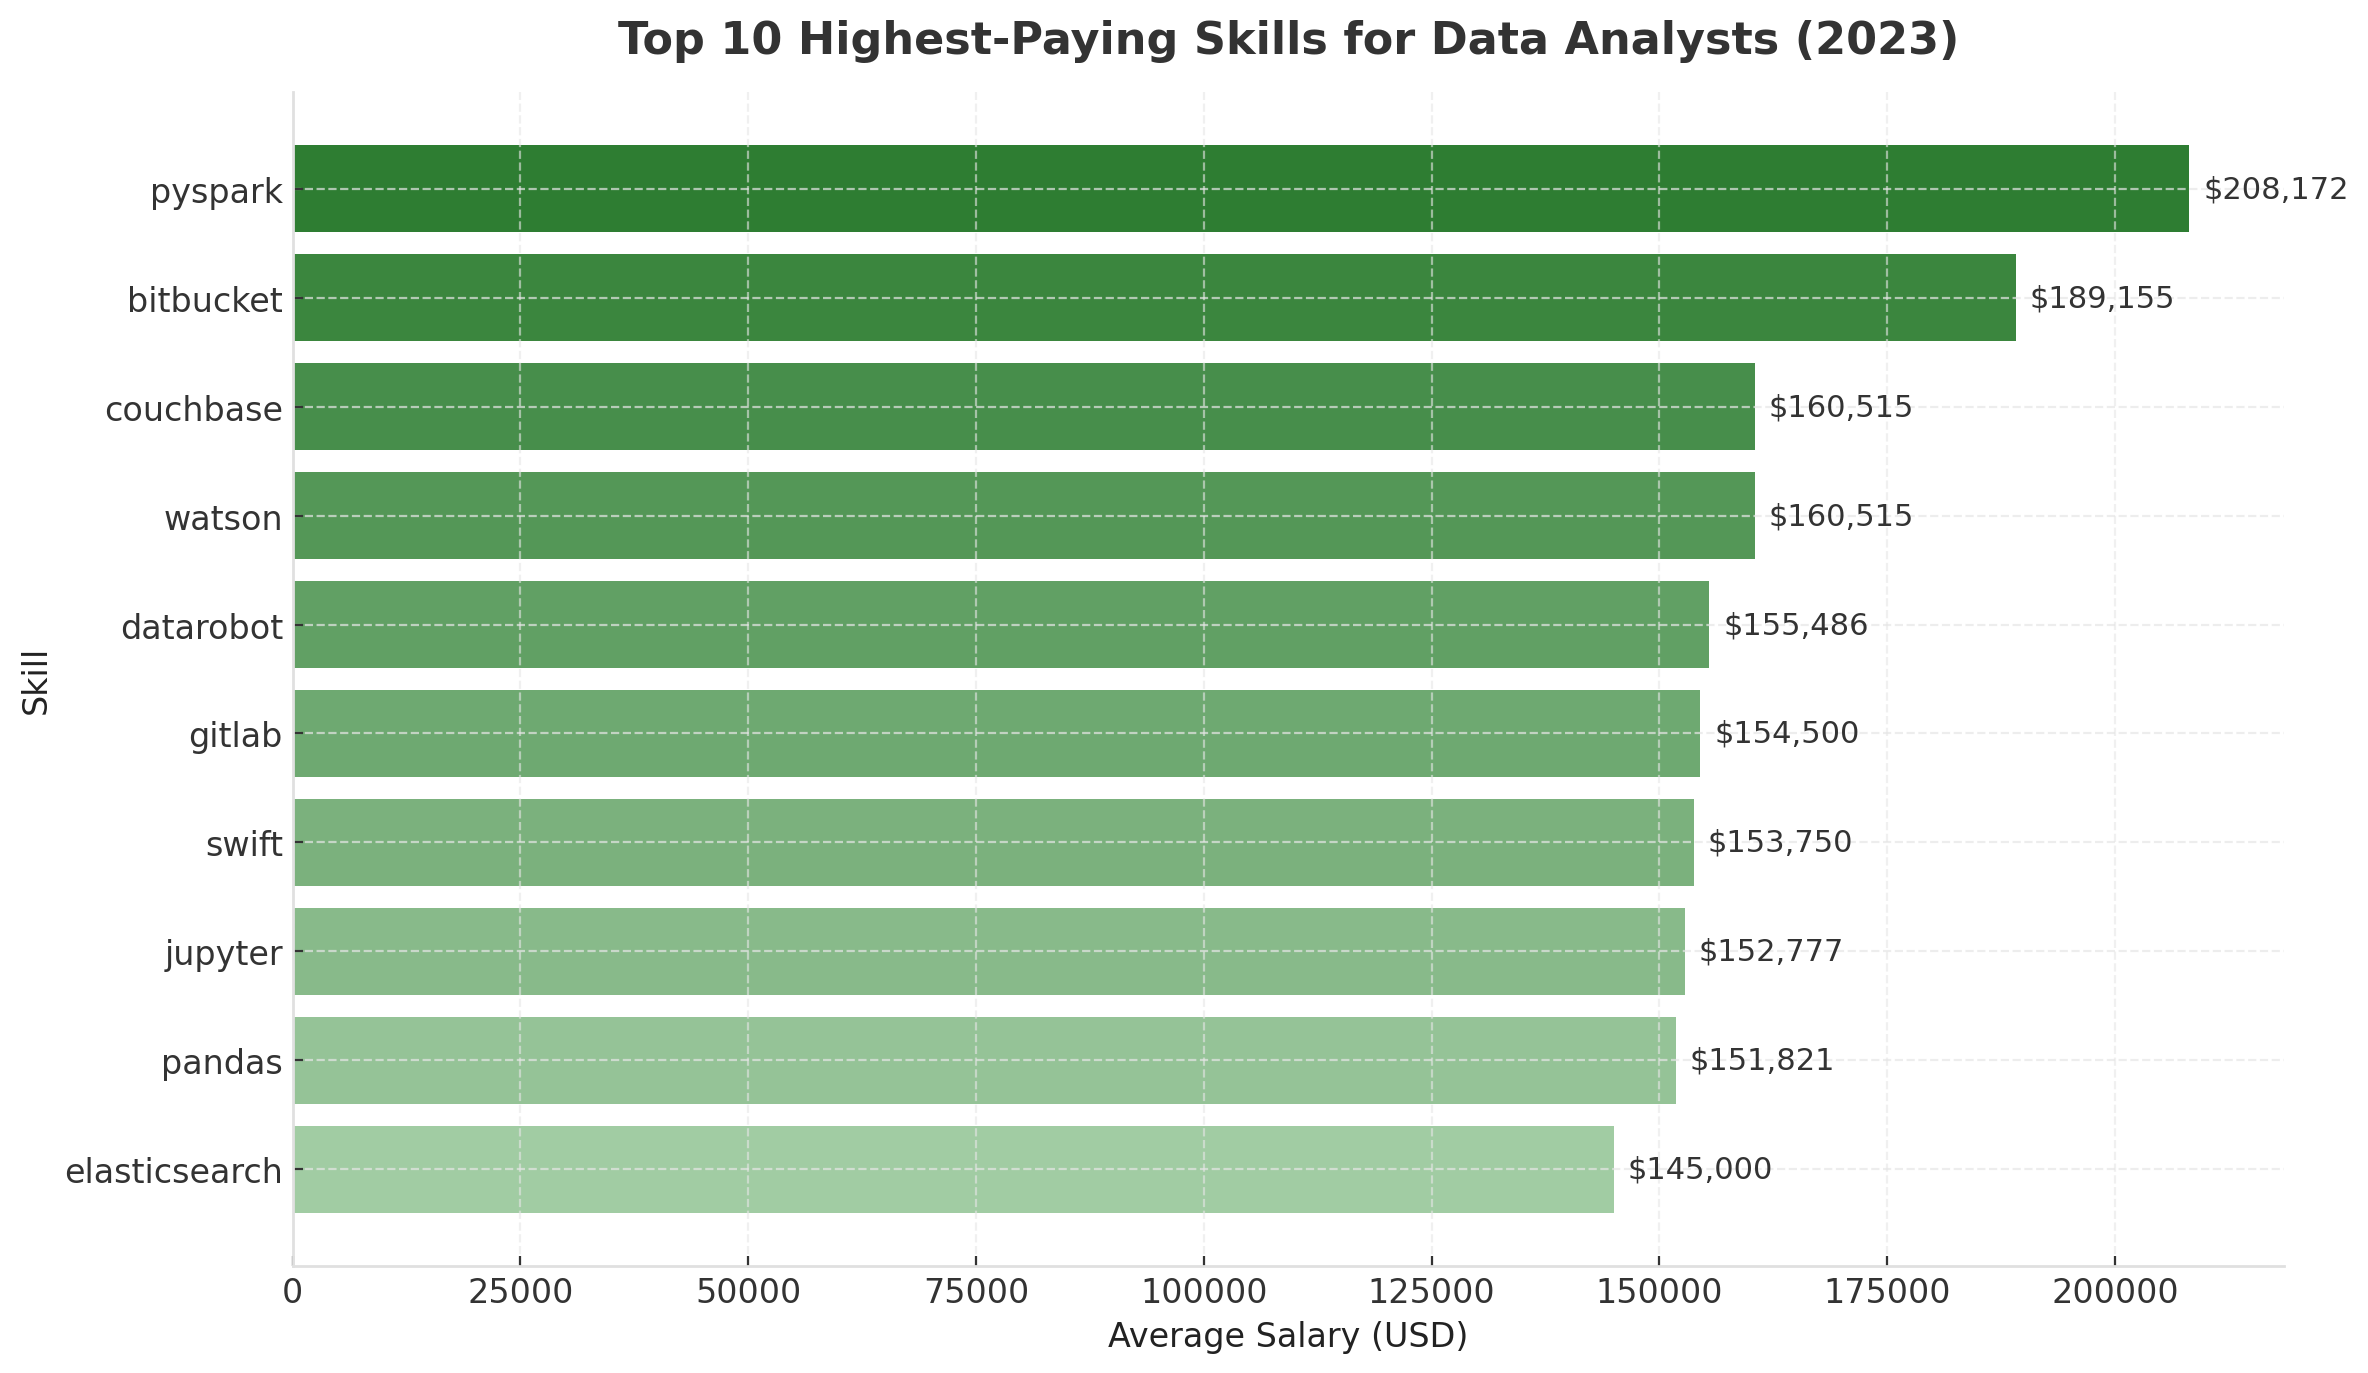 Top 10 Highest-Paying Skills for Data Analysts (2023)
Skill
pyspark $208,172
bitbucket $189,155
couchbase $160,515
watson $160,515
datarobot $155,486
gitlab $154,500
swift $153,750
jupyter $152,777
pandas $151,821
elasticsearch $145,000
0 25000 50000 75000 100000 125000 150000 175000 200000
Average Salary (USD)